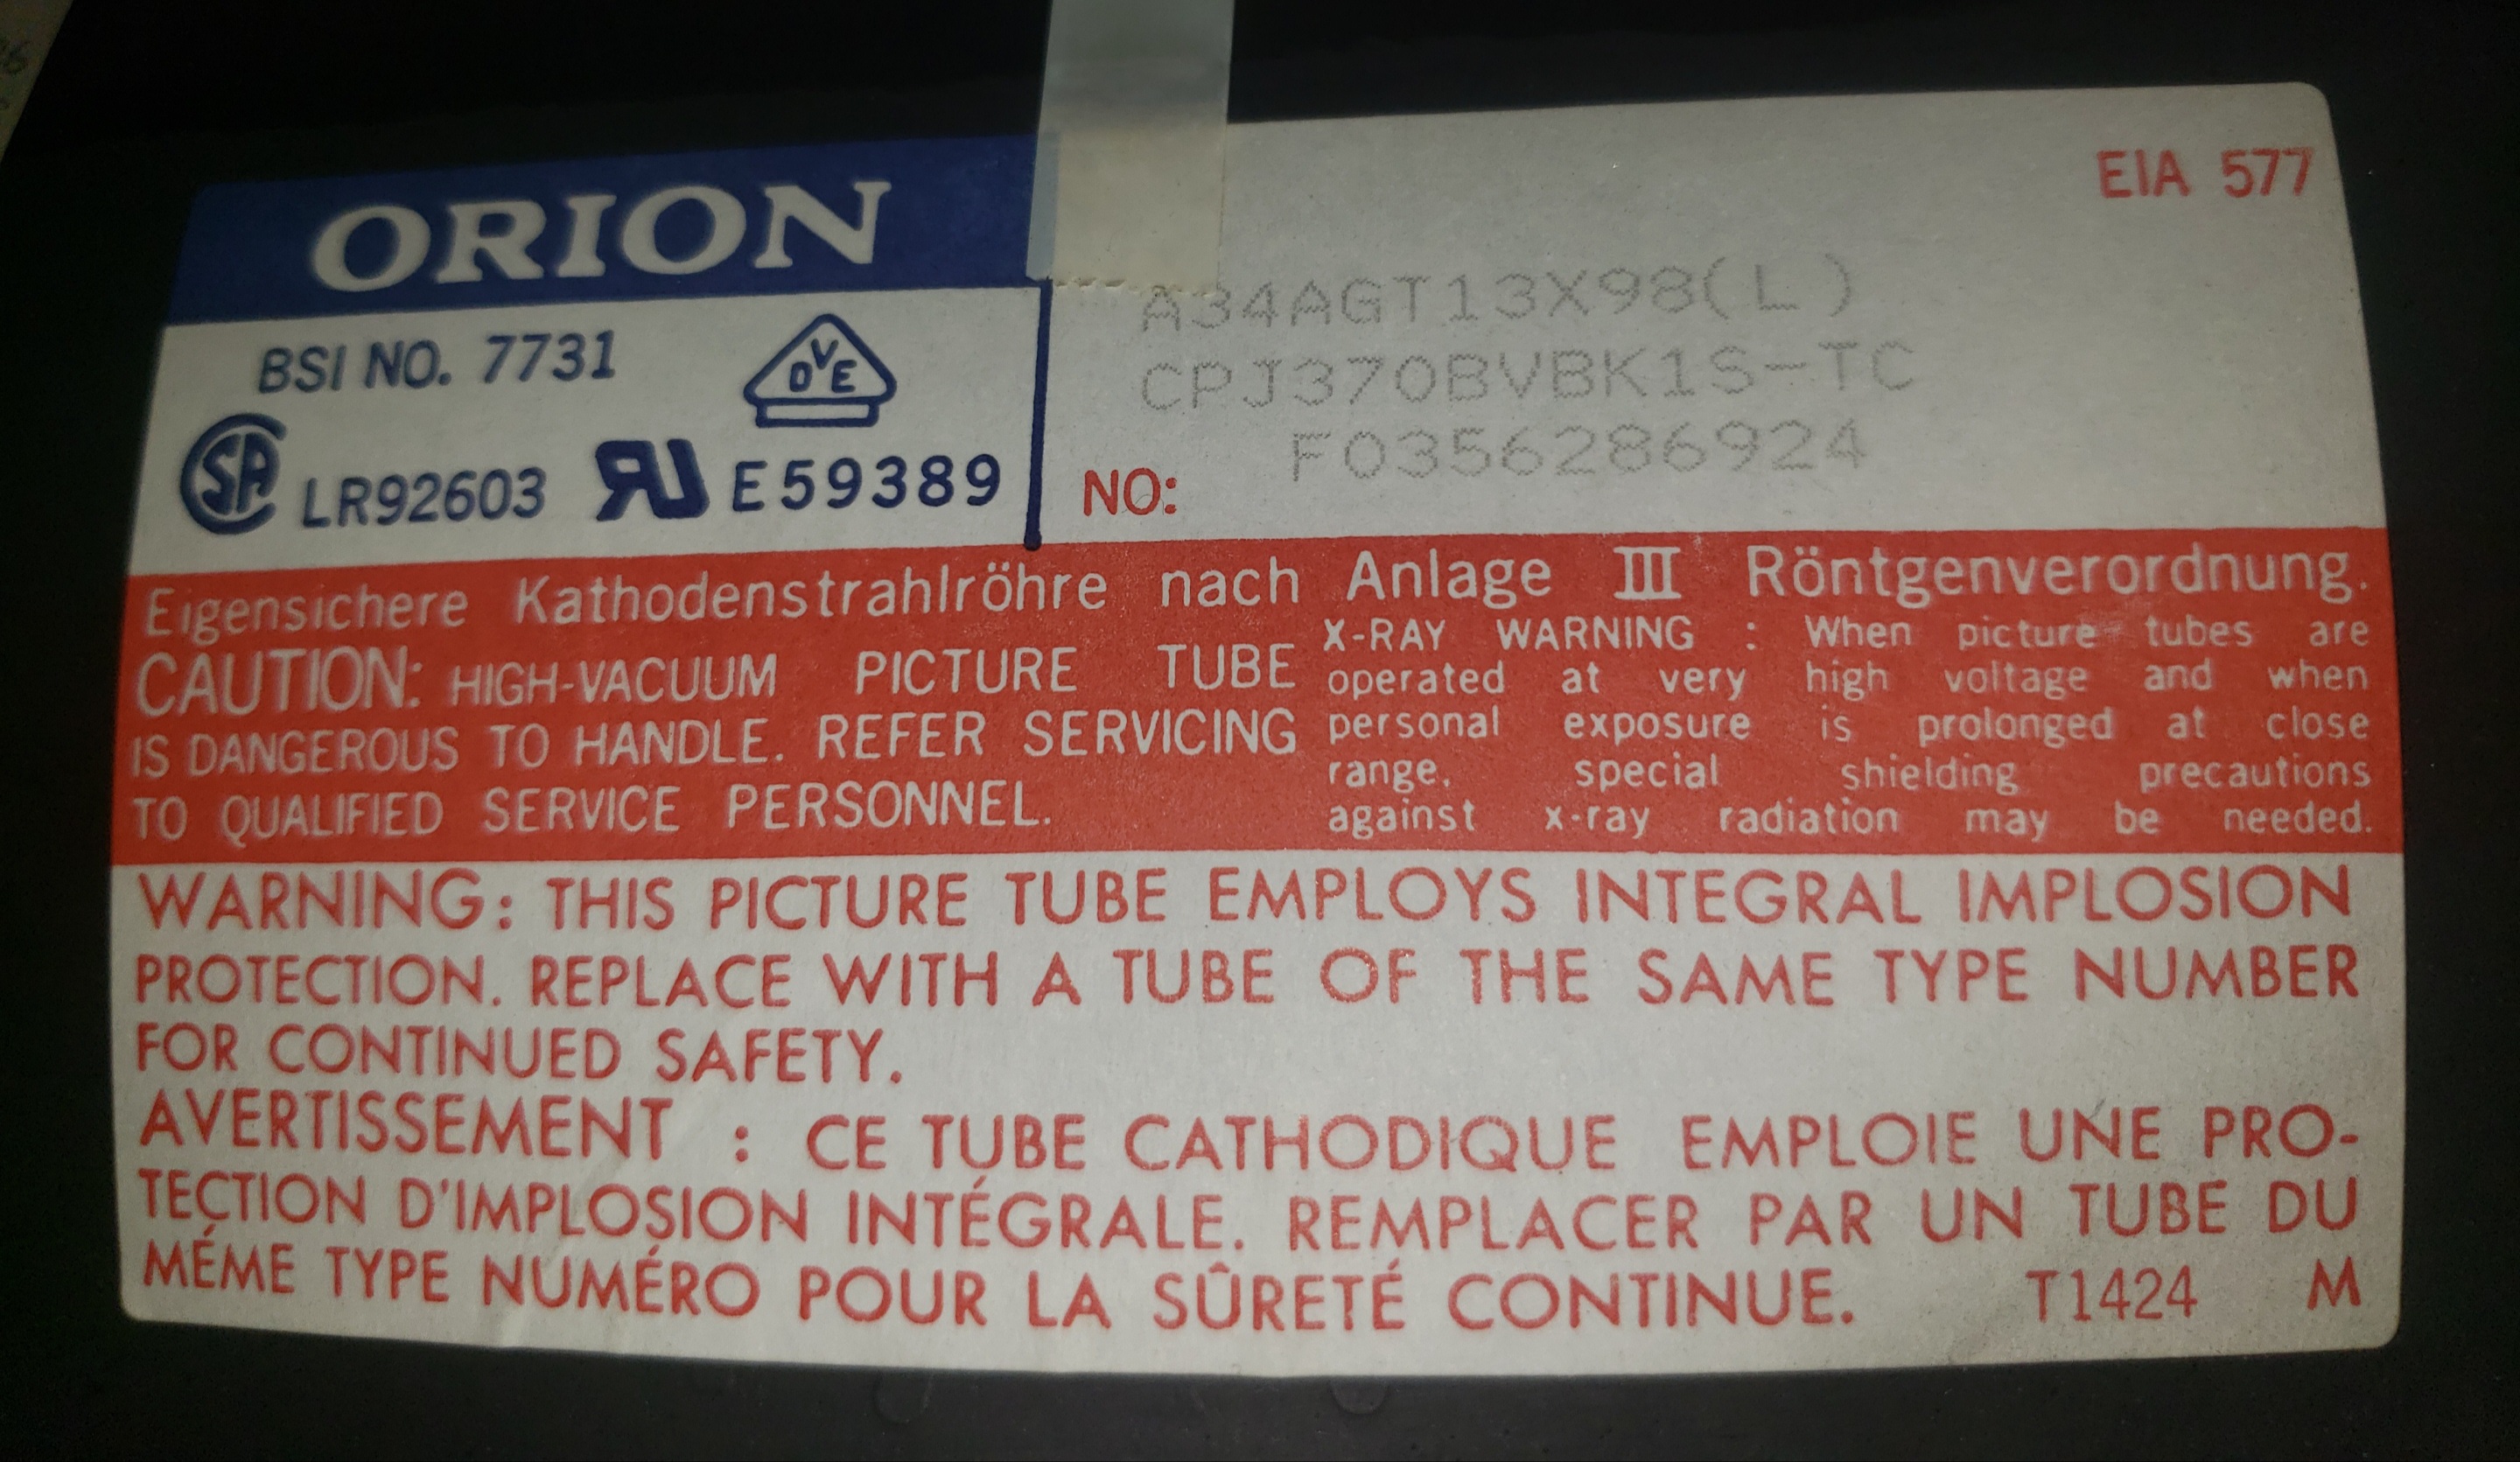 ORION
EIA 577
BSI NO. 7731
DVE
A34AGT13X98(L)
CPJ370BVBK1S-TC
SA LR92603 RU E59389
NO: F0356286924
Eigensichere Kathodenstrahlröhre nach Anlage III Röntgenverordnung.
CAUTION: HIGH-VACUUM PICTURE TUBE
IS DANGEROUS TO HANDLE. REFER SERVICING
TO QUALIFIED SERVICE PERSONNEL.
X-RAY WARNING : When picture tubes are
operated at very high voltage and when
personal exposure is prolonged at close
range, special shielding precautions
against x-ray radiation may be needed.
WARNING: THIS PICTURE TUBE EMPLOYS INTEGRAL IMPLOSION
PROTECTION. REPLACE WITH A TUBE OF THE SAME TYPE NUMBER
FOR CONTINUED SAFETY.
AVERTISSEMENT : CE TUBE CATHODIQUE EMPLOIE UNE PRO-
TECTION D'IMPLOSION INTÉGRALE. REMPLACER PAR UN TUBE DU
MÉME TYPE NUMÉRO POUR LA SÛRETÉ CONTINUE. T1424 M